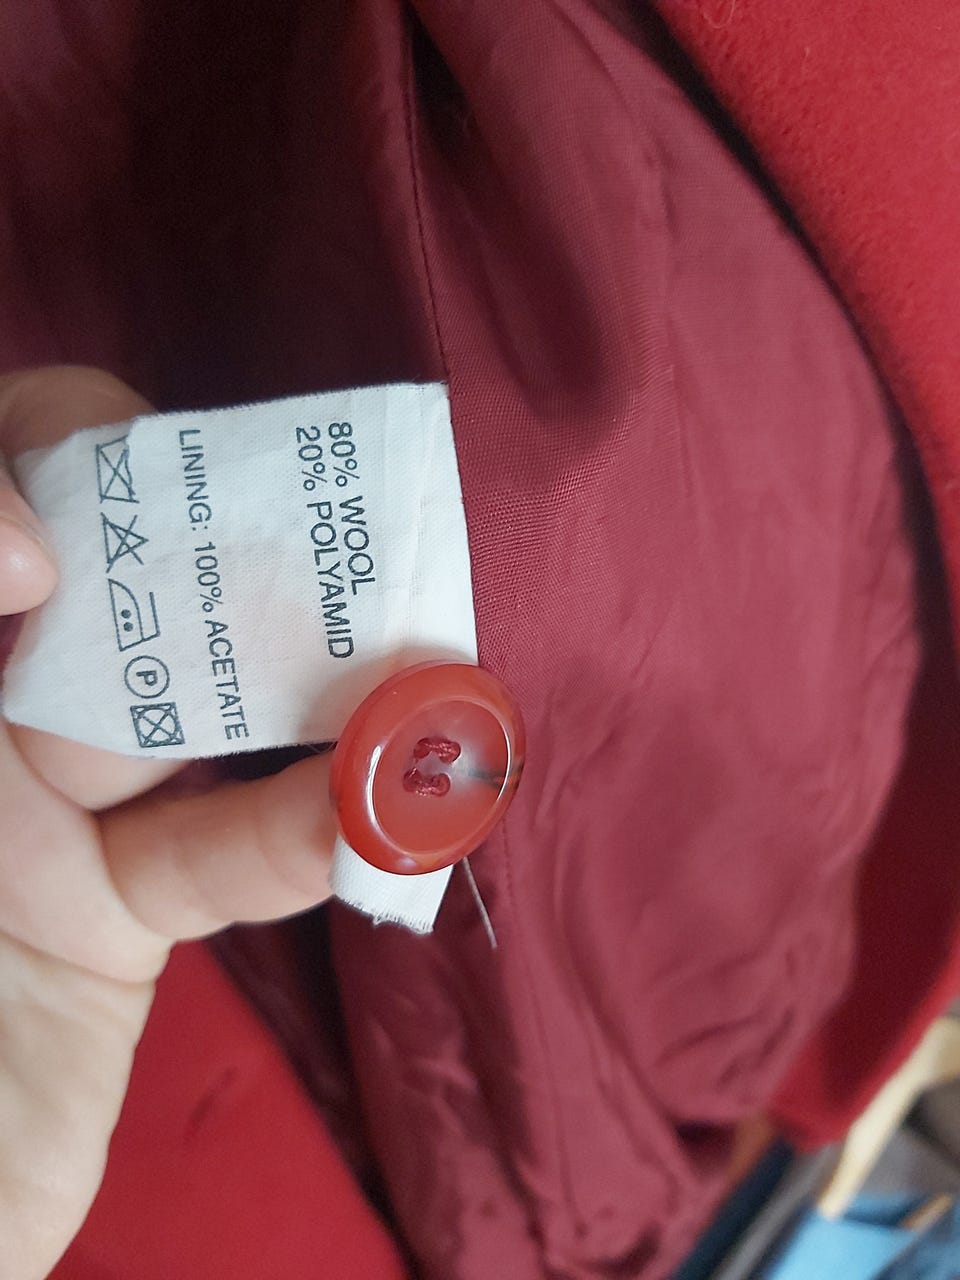 80% WOOL
20% POLYAMID
LINING: 100% ACETATE
P